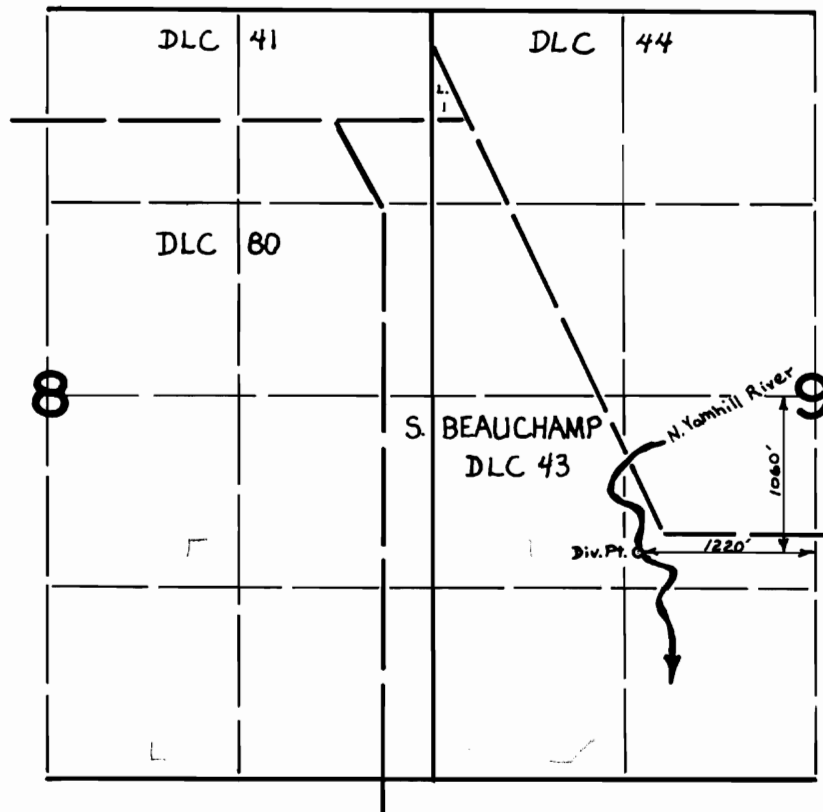 DLC 41
DLC 44
L. 1
DLC 80
8
9
N. Yamhill River
S. BEAUCHAMP
DLC 43
1060'
Div. Pt.
1220'